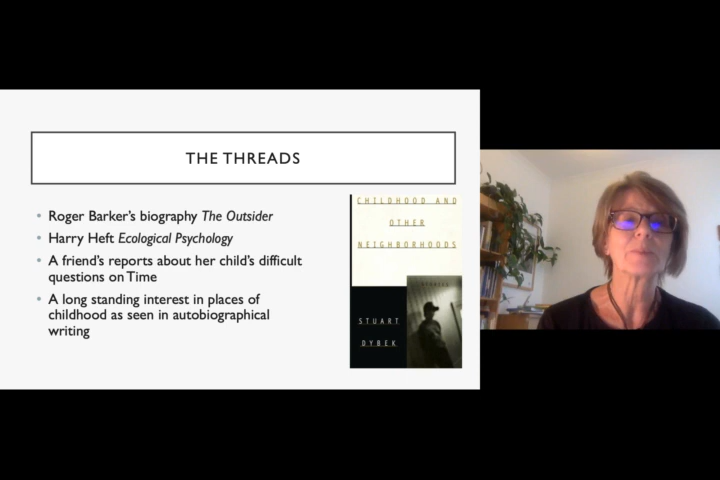 THE THREADS
• Roger Barker's biography The Outsider
• Harry Heft Ecological Psychology
• A friend's reports about her child's difficult
questions on Time
• A long standing interest in places of
childhood as seen in autobiographical
writing
CHILDHOOD AND
OTHER
NEIGHBORHOODS
STORIES
STUART
DYBEK